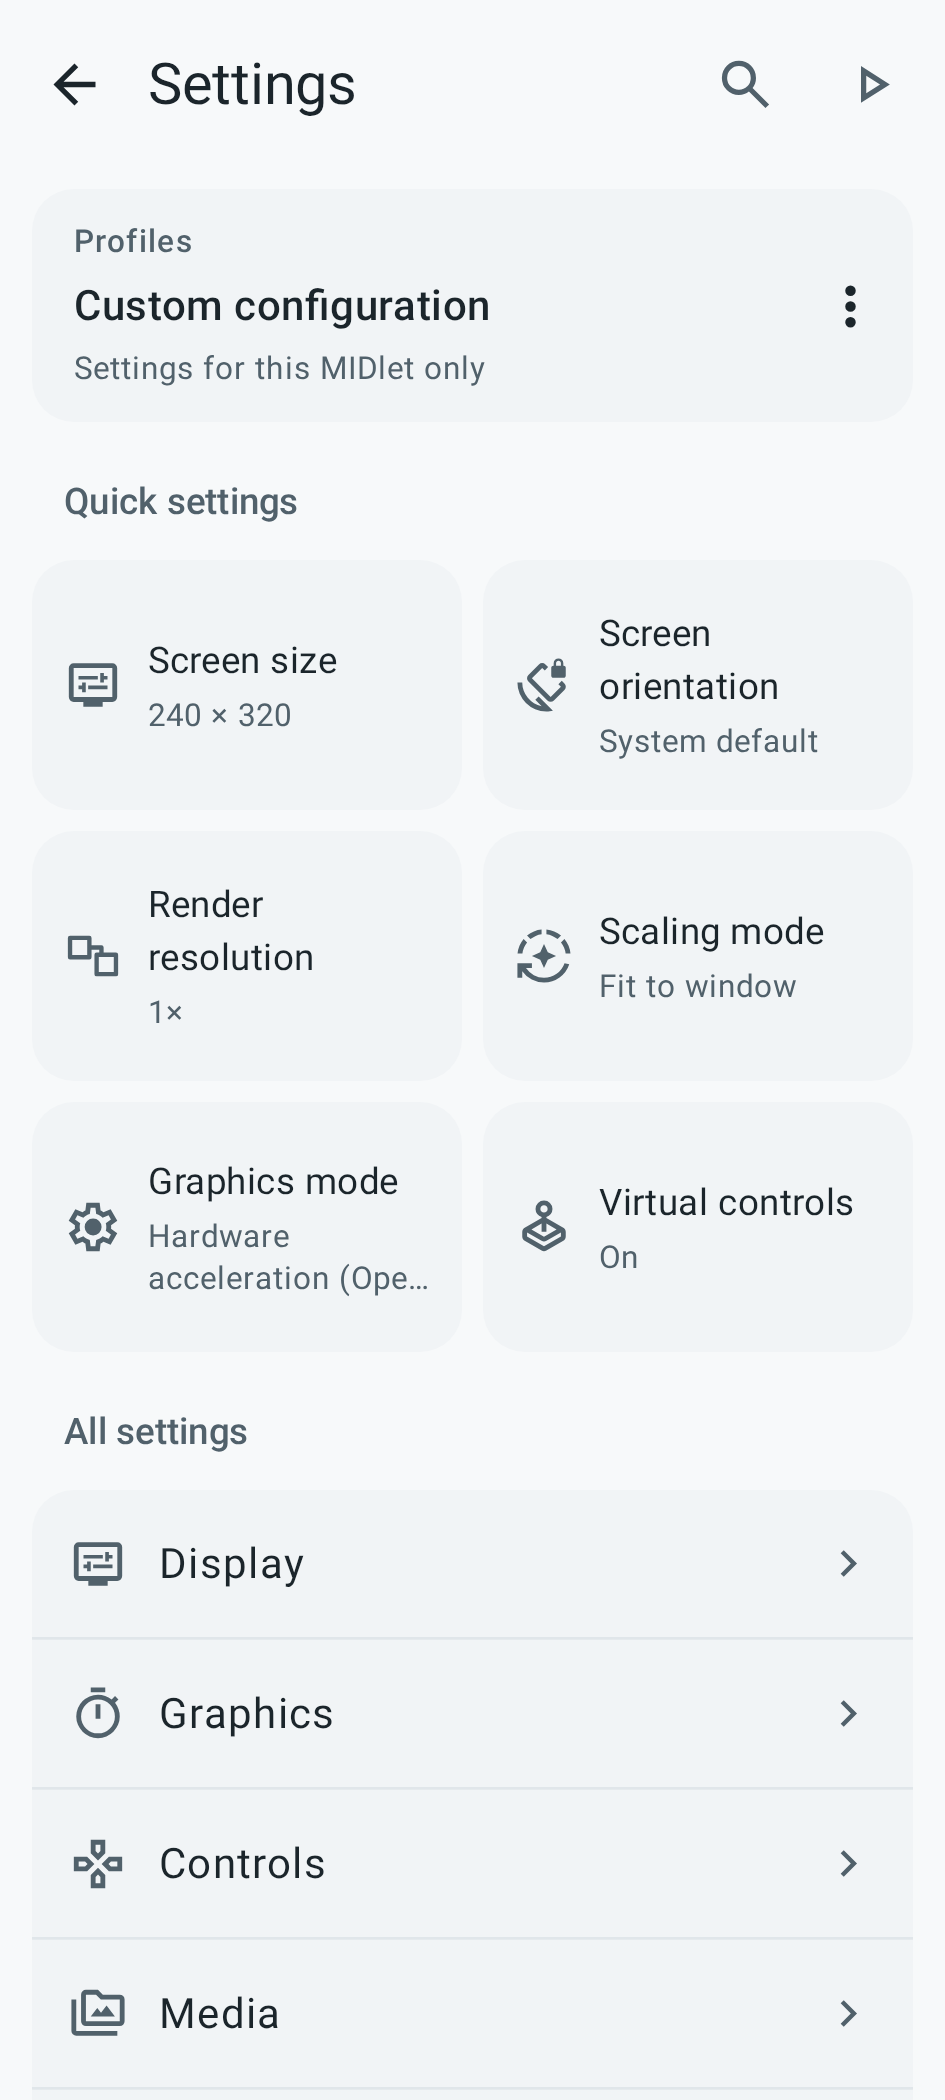 Settings
Profiles
Custom configuration
Settings for this MIDlet only
Quick settings
Screen size
240 × 320
Screen
orientation
System default
Render
resolution
1×
Scaling mode
Fit to window
Graphics mode
Hardware
acceleration (Ope…
Virtual controls
On
All settings
Display
Graphics
Controls
Media